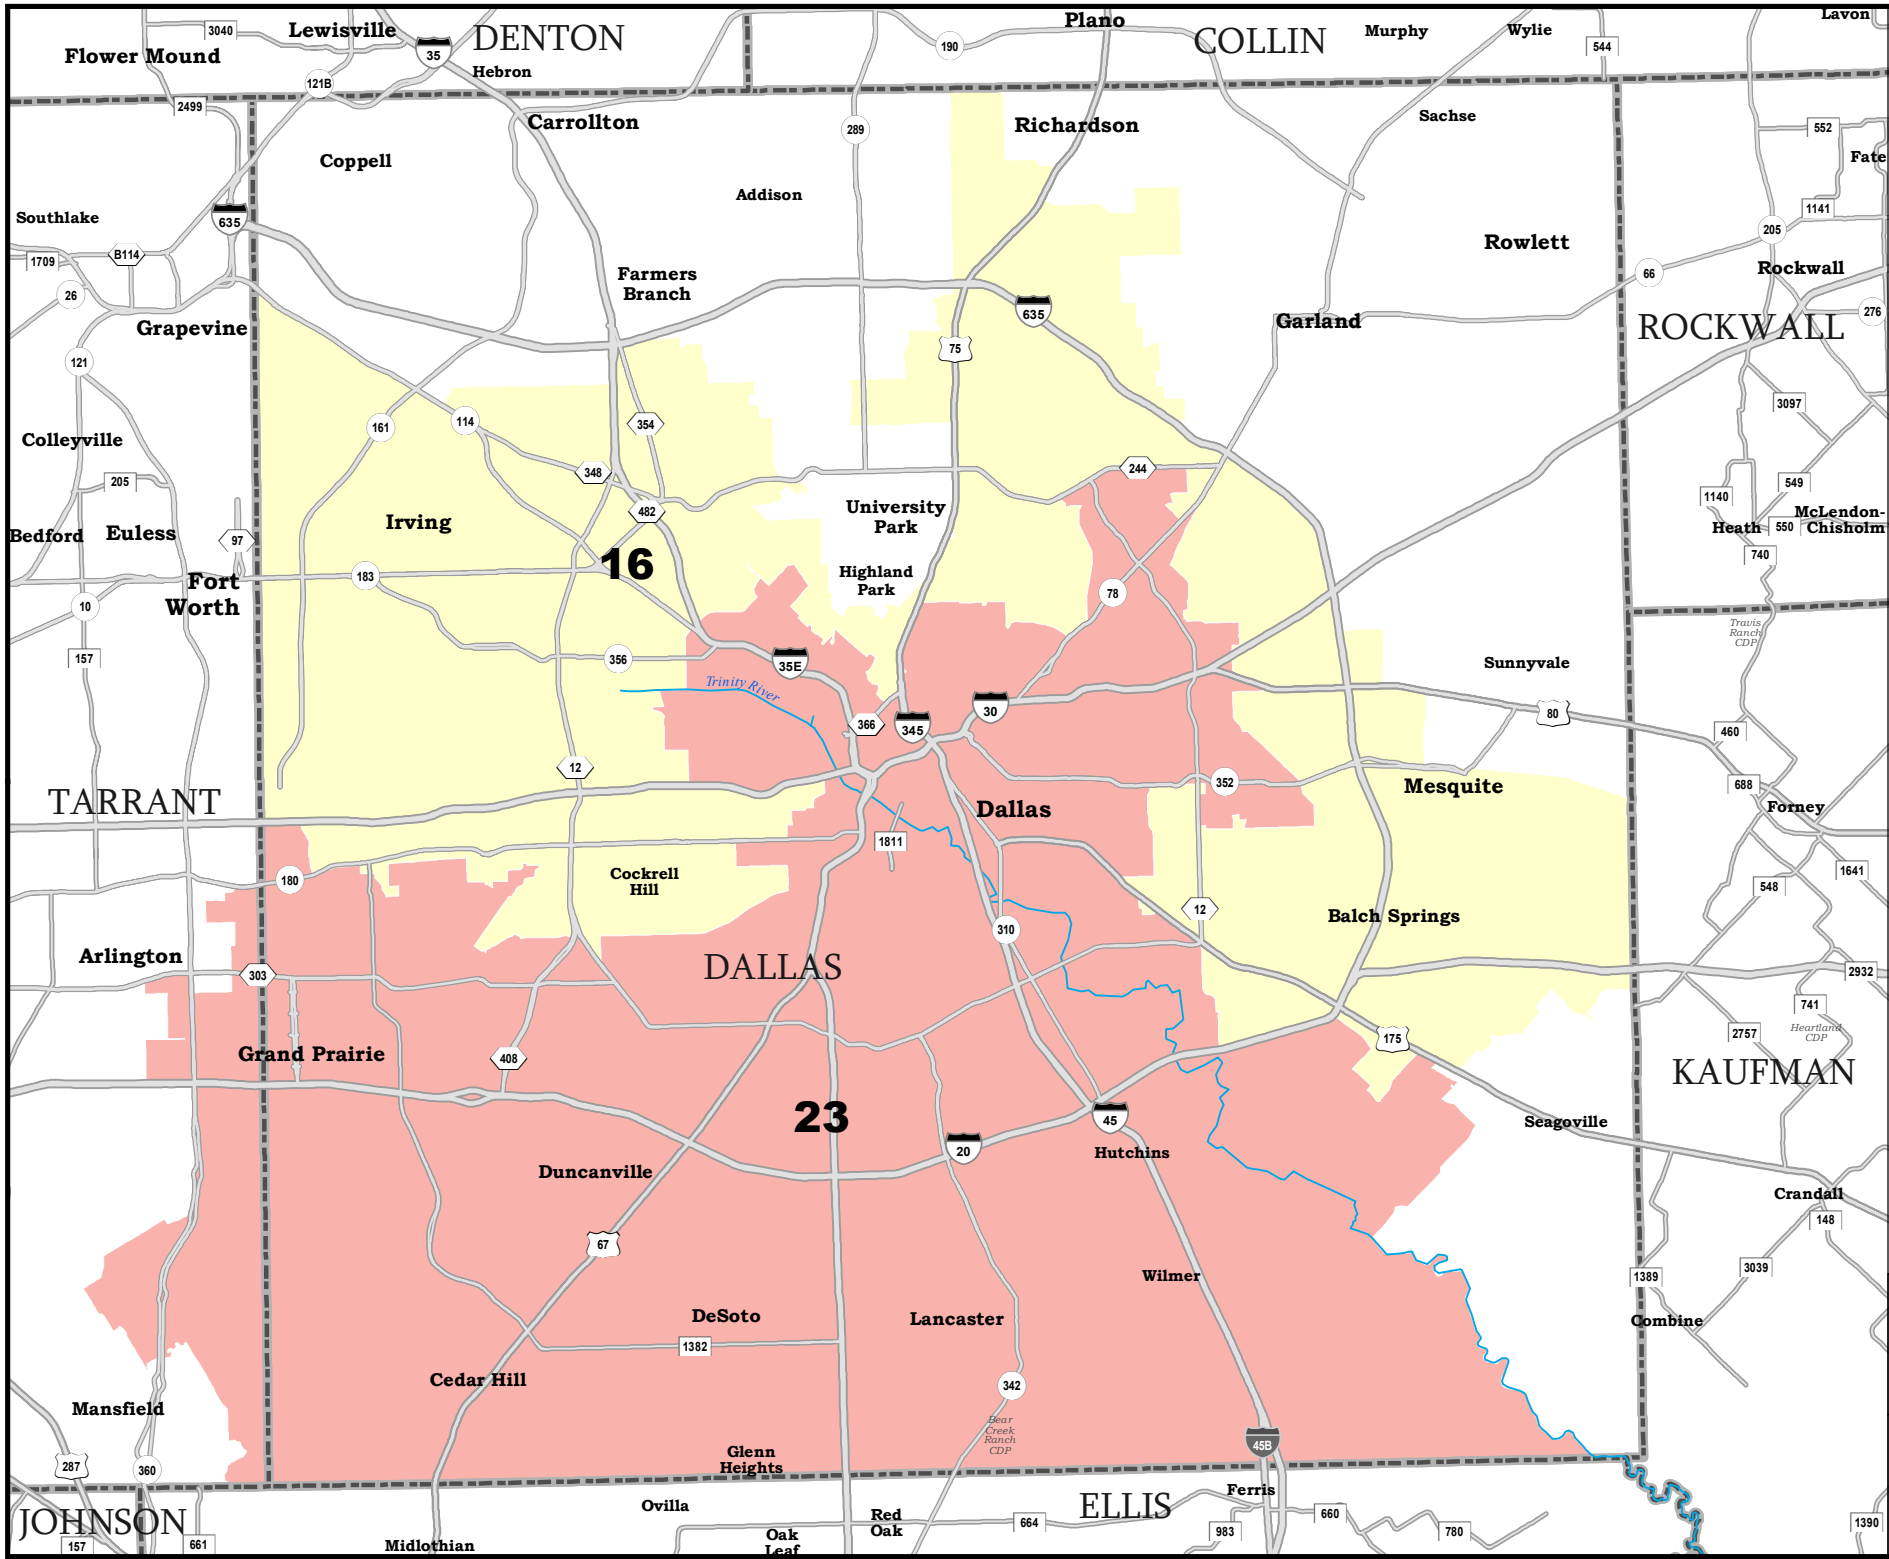 Lavon
Plano
3040
Lewisville
DENTON
COLLIN
Murphy
Wylie
190
544
Flower Mound
35
Hebron
121B
2499
Carrollton
289
Richardson
Sachse
552
Coppell
Fate
Addison
1141
Southlake
635
205
B114
1709
Rowlett
66
Rockwall
26
Farmers
Branch
635
276
Grapevine
Garland
ROCKWALL
121
75
3097
161
114
354
Colleyville
348
244
205
549
1140
482
University
Park
McLendon-
Chisholm
Irving
Heath
550
Bedford
Euless
97
740
16
Highland
Park
183
Fort
Worth
78
10
Travis
Ranch
CDP
157
356
35E
Sunnyvale
Trinity River
30
80
366
345
460
12
352
Mesquite
688
TARRANT
Dallas
Forney
1811
180
Cockrell
Hill
1641
548
12
Balch Springs
310
Arlington
303
DALLAS
2932
741
175
2757
Heartland
CDP
Grand Prairie
408
KAUFMAN
23
45
Seagoville
20
Hutchins
Duncanville
Crandall
148
67
3039
1389
Wilmer
DeSoto
Lancaster
Combine
1382
Cedar Hill
342
Mansfield
Bear
Creek
Ranch
CDP
45B
287
360
Glenn
Heights
Ferris
Ovilla
ELLIS
JOHNSON
Red
Oak
664
660
1390
983
780
157
661
Midlothian
Oak
Leaf